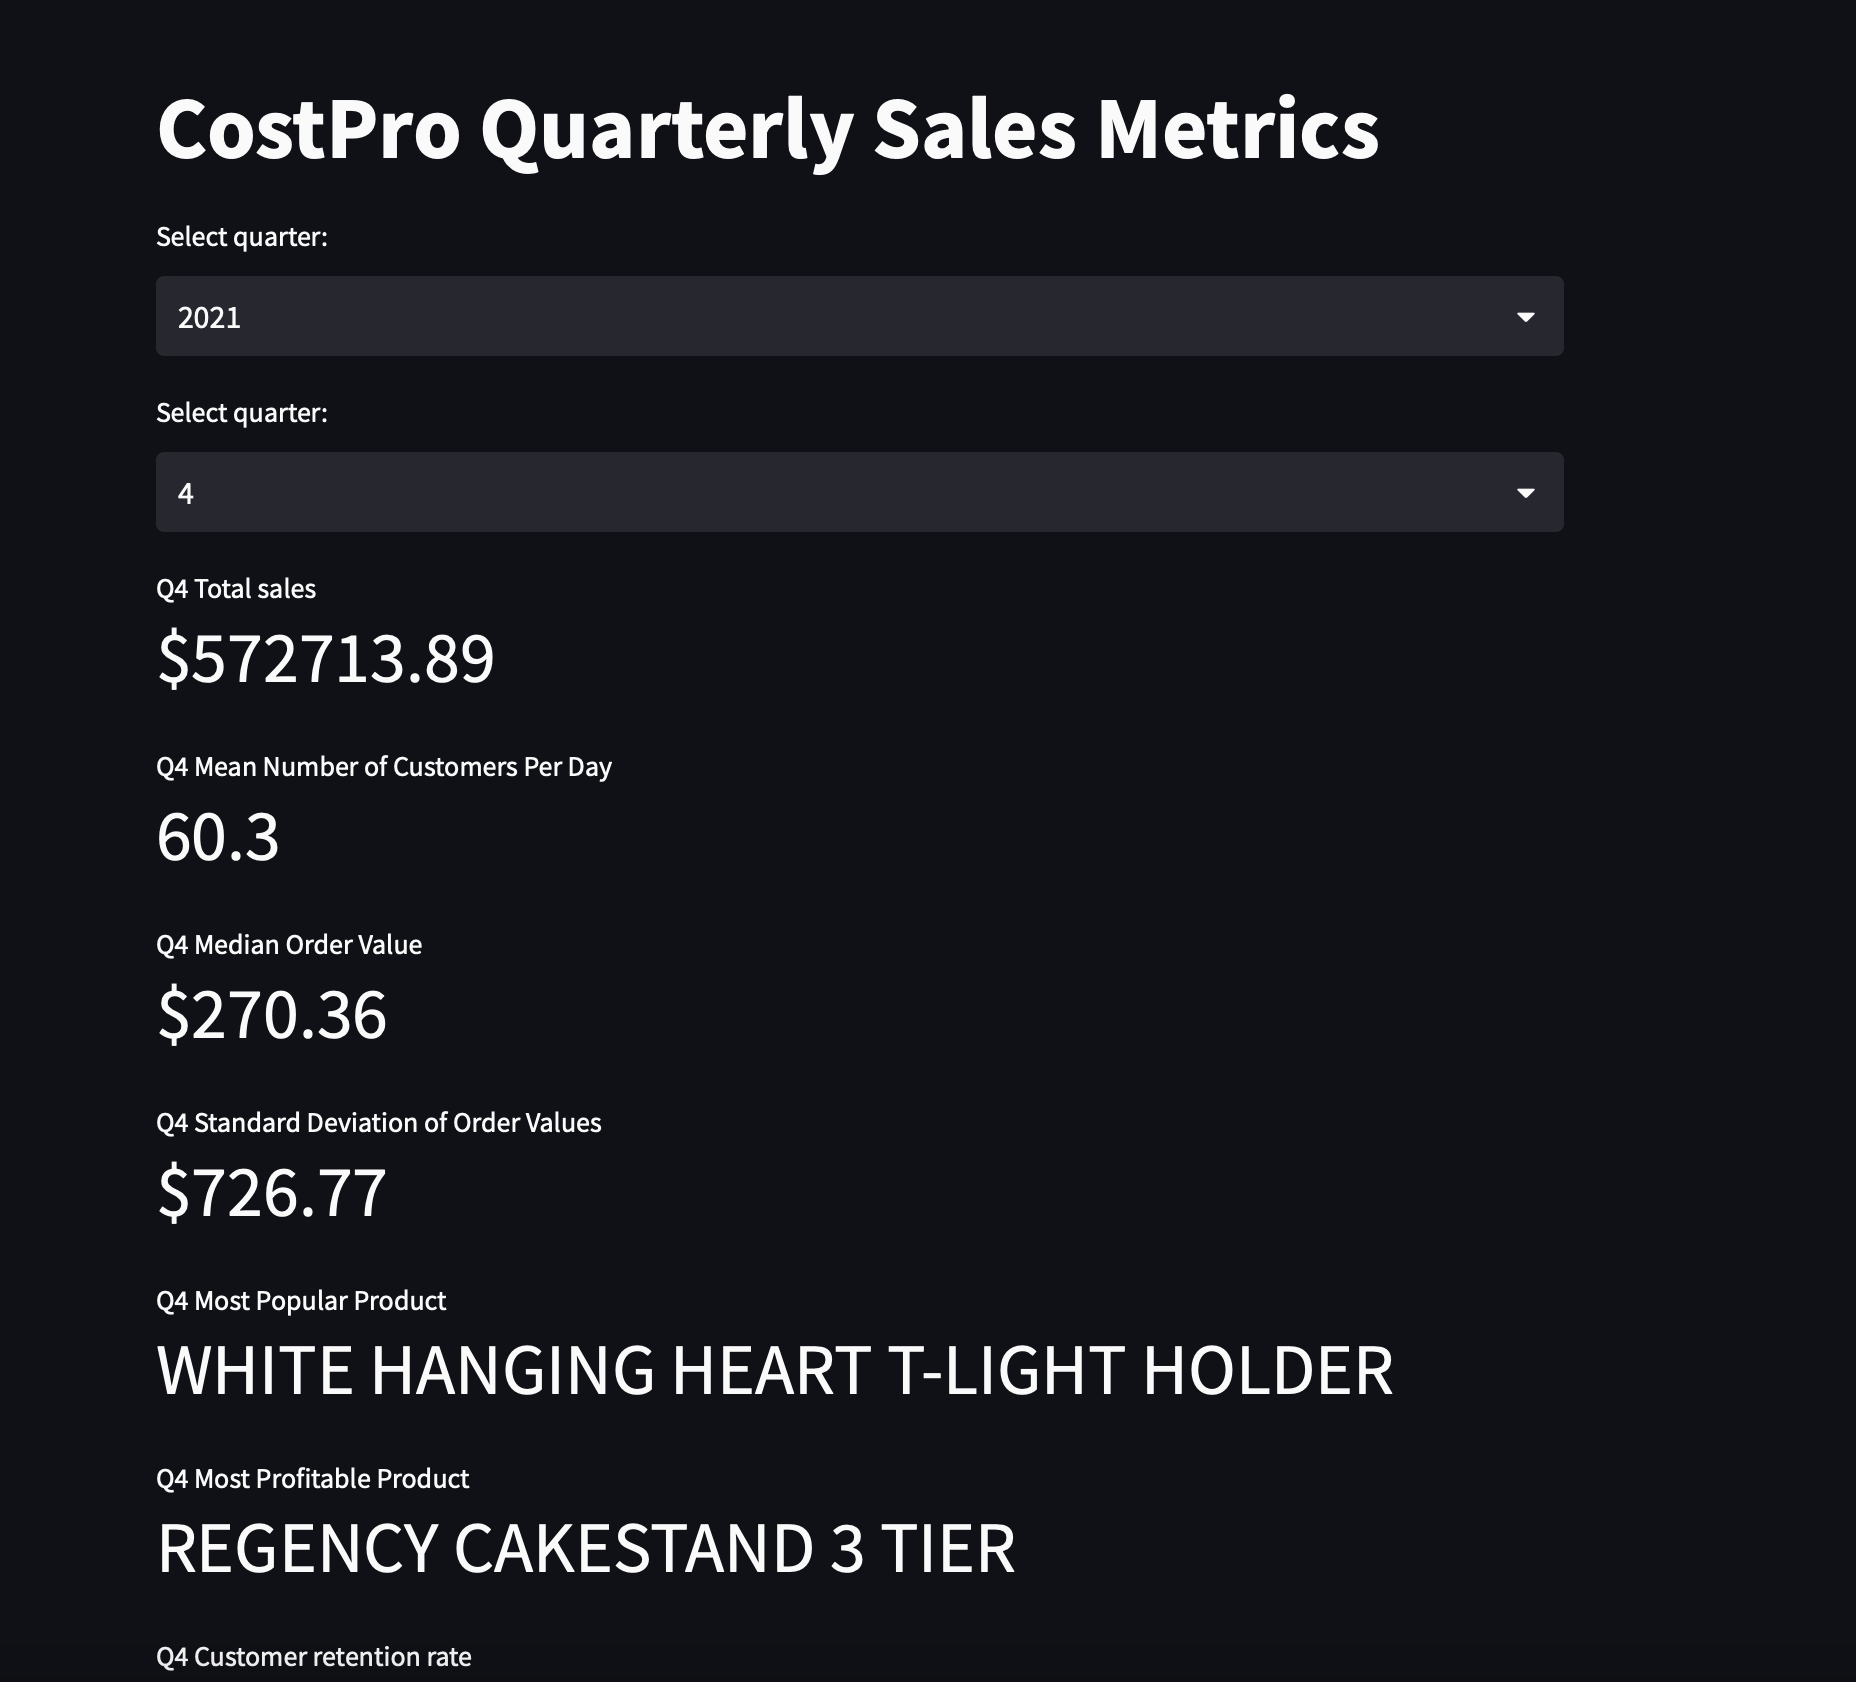 CostPro Quarterly Sales Metrics
Select quarter:
2021
Select quarter:
4
Q4 Total sales
$572713.89
Q4 Mean Number of Customers Per Day
60.3
Q4 Median Order Value
$270.36
Q4 Standard Deviation of Order Values
$726.77
Q4 Most Popular Product
WHITE HANGING HEART T-LIGHT HOLDER
Q4 Most Profitable Product
REGENCY CAKESTAND 3 TIER
Q4 Customer retention rate